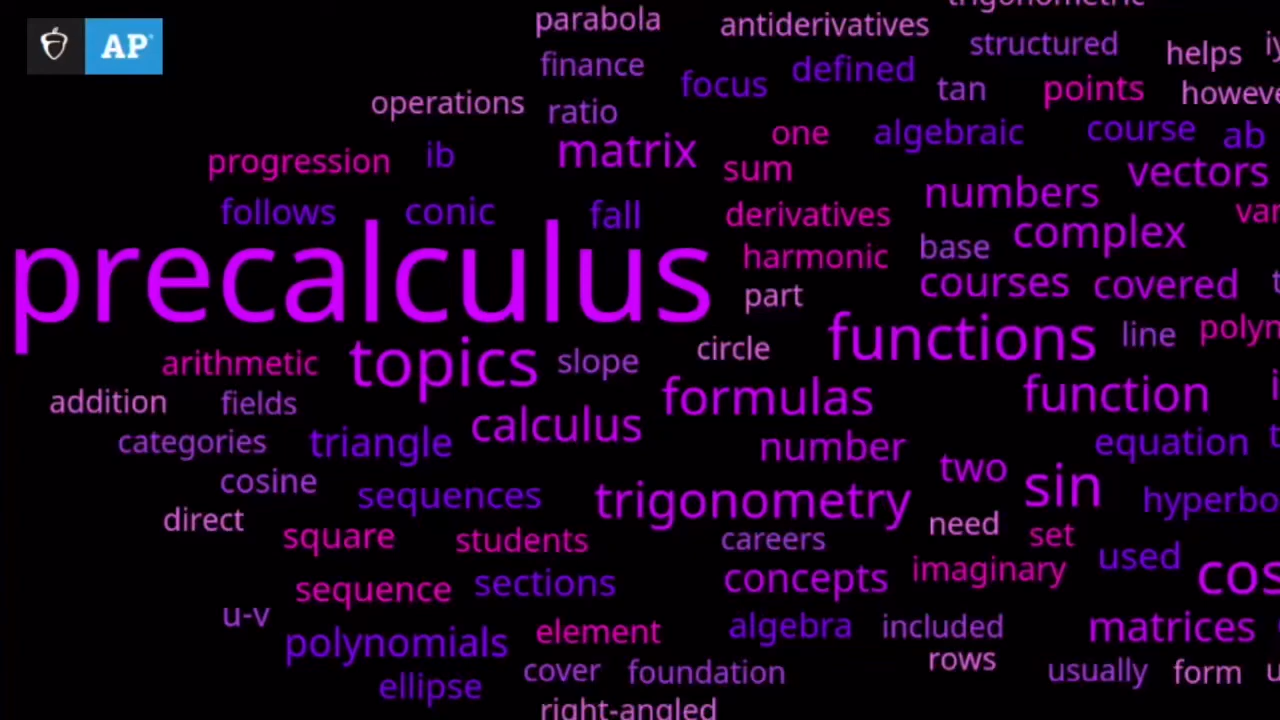 AP
parabola antiderivatives
structured helps
finance focus defined
operations ratio tan points
one algebraic course ab
progression ib matrix sum vectors
follows conic fall derivatives numbers
precalculus harmonic base complex
part courses covered
arithmetic topics slope circle functions line
addition fields formulas function
categories triangle calculus number equation
cosine sequences trigonometry two sin
direct square students careers need set
sequence sections concepts imaginary used
u-v polynomials element algebra included matrices
ellipse cover foundation rows usually form
right-angled